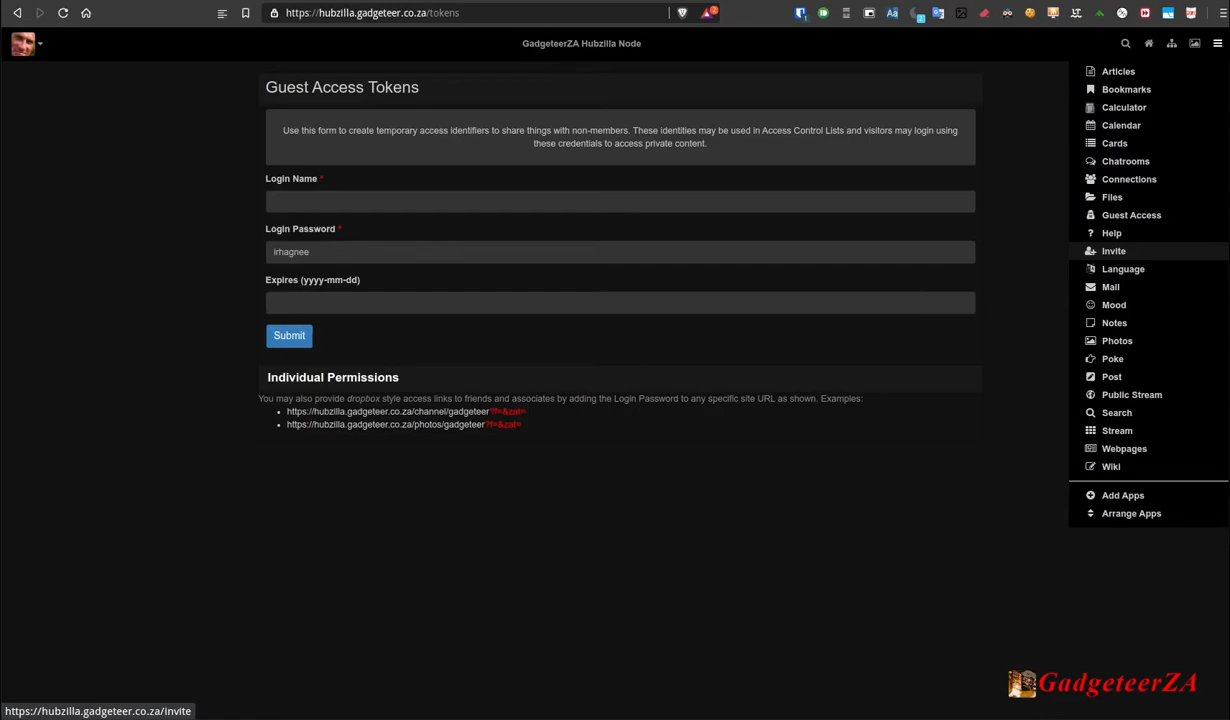 https://hubzilla.gadgeteer.co.za/tokens
GadgeteerZA Hubzilla Node
Guest Access Tokens
Use this form to create temporary access identifiers to share things with non-members. These identities may be used in Access Control Lists and visitors may login using
these credentials to access private content.
Login Name *
Login Password *
irhagnee
Expires (yyyy-mm-dd)
Submit
Individual Permissions
You may also provide dropbox style access links to friends and associates by adding the Login Password to any specific site URL as shown. Examples:
• https://hubzilla.gadgeteer.co.za/channel/gadgeteer?f=&zat=
• https://hubzilla.gadgeteer.co.za/photos/gadgeteer?f=&zat=
Articles
Bookmarks
Calculator
Calendar
Cards
Chatrooms
Connections
Files
Guest Access
Help
Invite
Language
Mail
Mood
Notes
Photos
Poke
Post
Public Stream
Search
Stream
Webpages
Wiki
Add Apps
Arrange Apps
GadgeteerZA
https://hubzilla.gadgeteer.co.za/invite